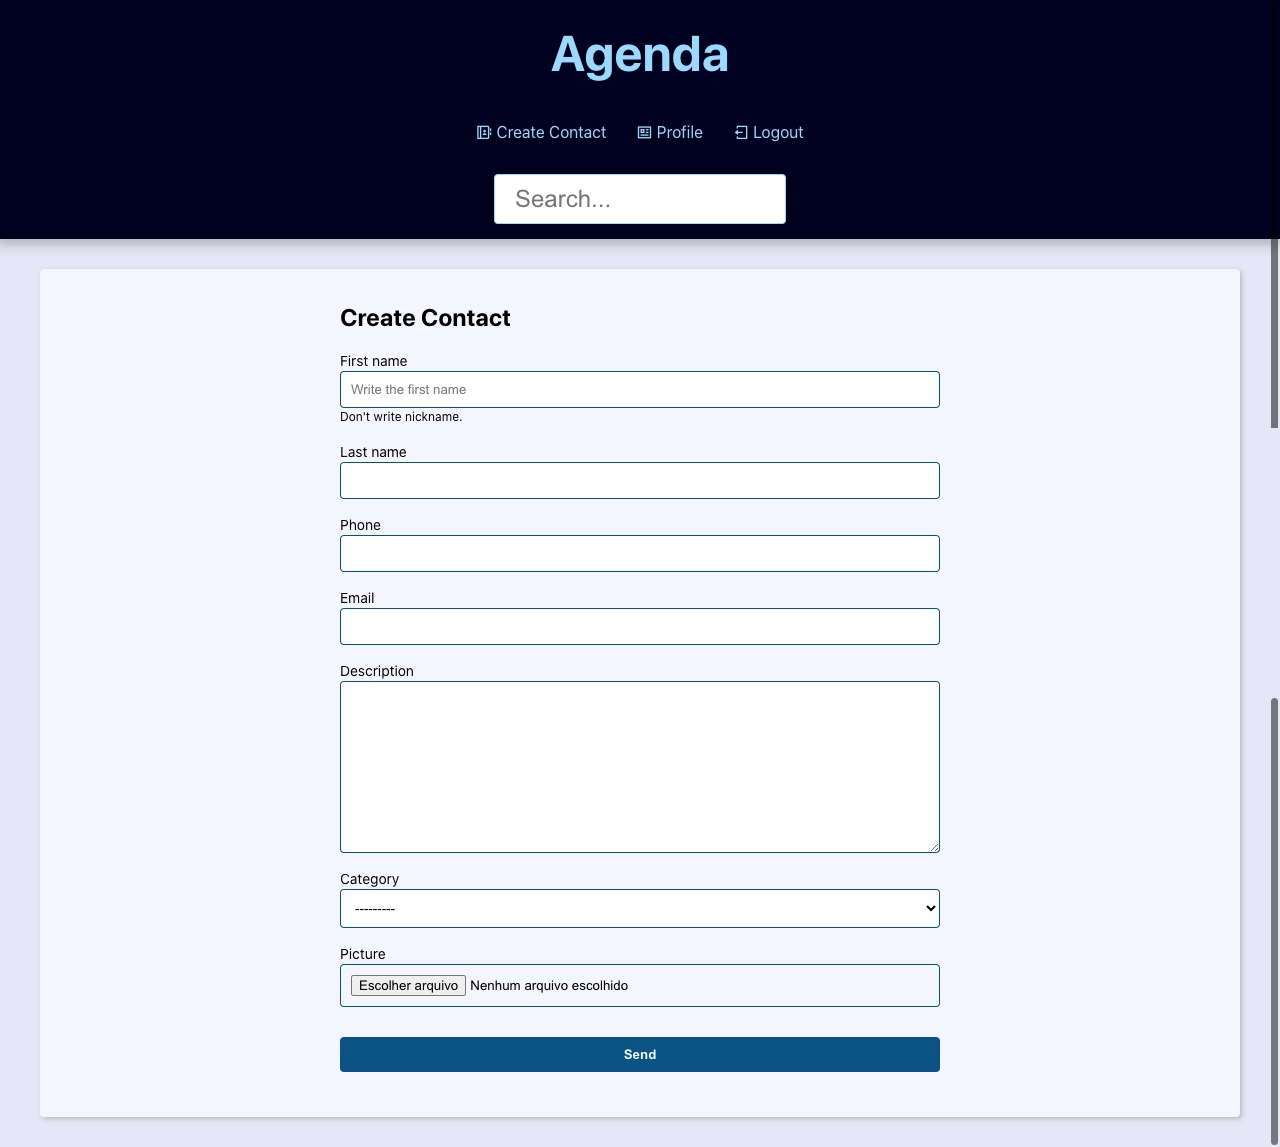 Agenda
Create Contact Profile Logout
Search...
Create Contact
First name
Write the first name
Don't write nickname.
Last name
Phone
Email
Description
Category
---------
Picture
Escolher arquivo Nenhum arquivo escolhido
Send